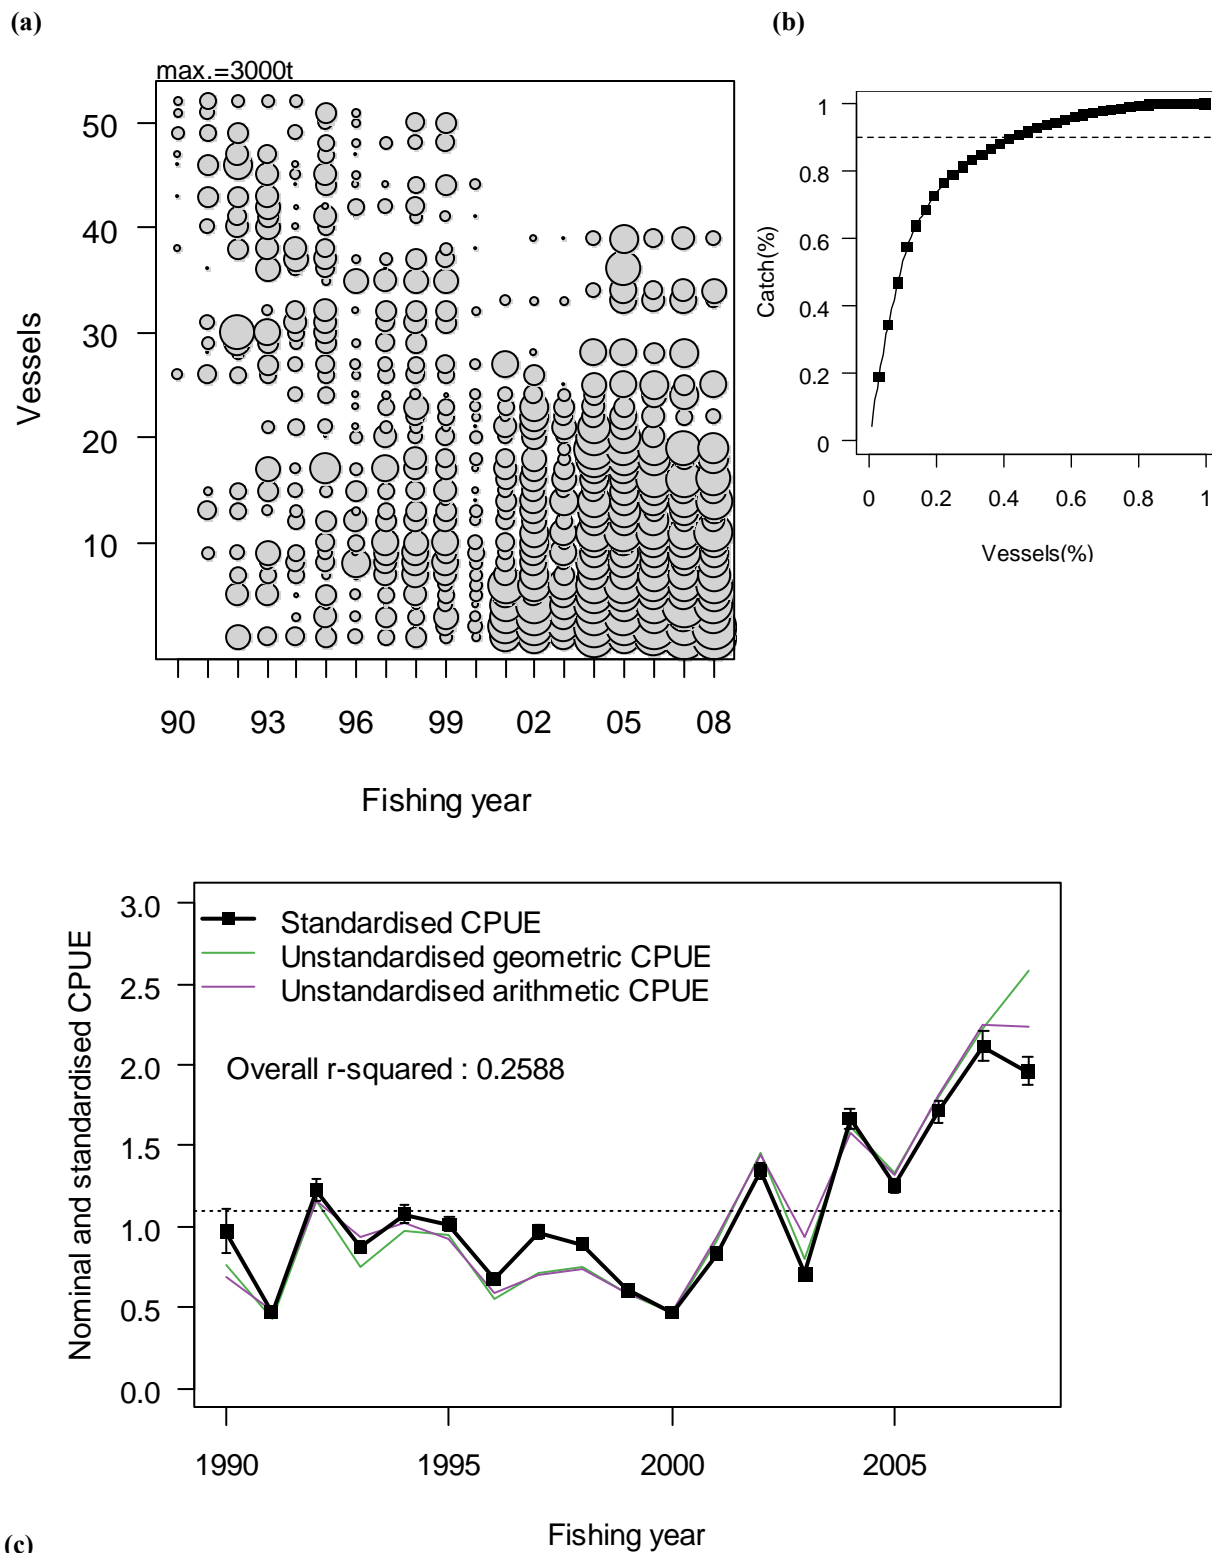 (a)
max.=3000t
50
40
30
20
10
Vessels
90 93 96 99 02 05 08
Fishing year
(b)
1
0.8
0.6
0.4
0.2
0
Catch(%)
0 0.2 0.4 0.6 0.8 1
Vessels(%)
3.0
2.5
2.0
1.5
1.0
0.5
0.0
Nominal and standardised CPUE
Standardised CPUE
Unstandardised geometric CPUE
Unstandardised arithmetic CPUE
Overall r-squared : 0.2588
1990 1995 2000 2005
Fishing year
(c)